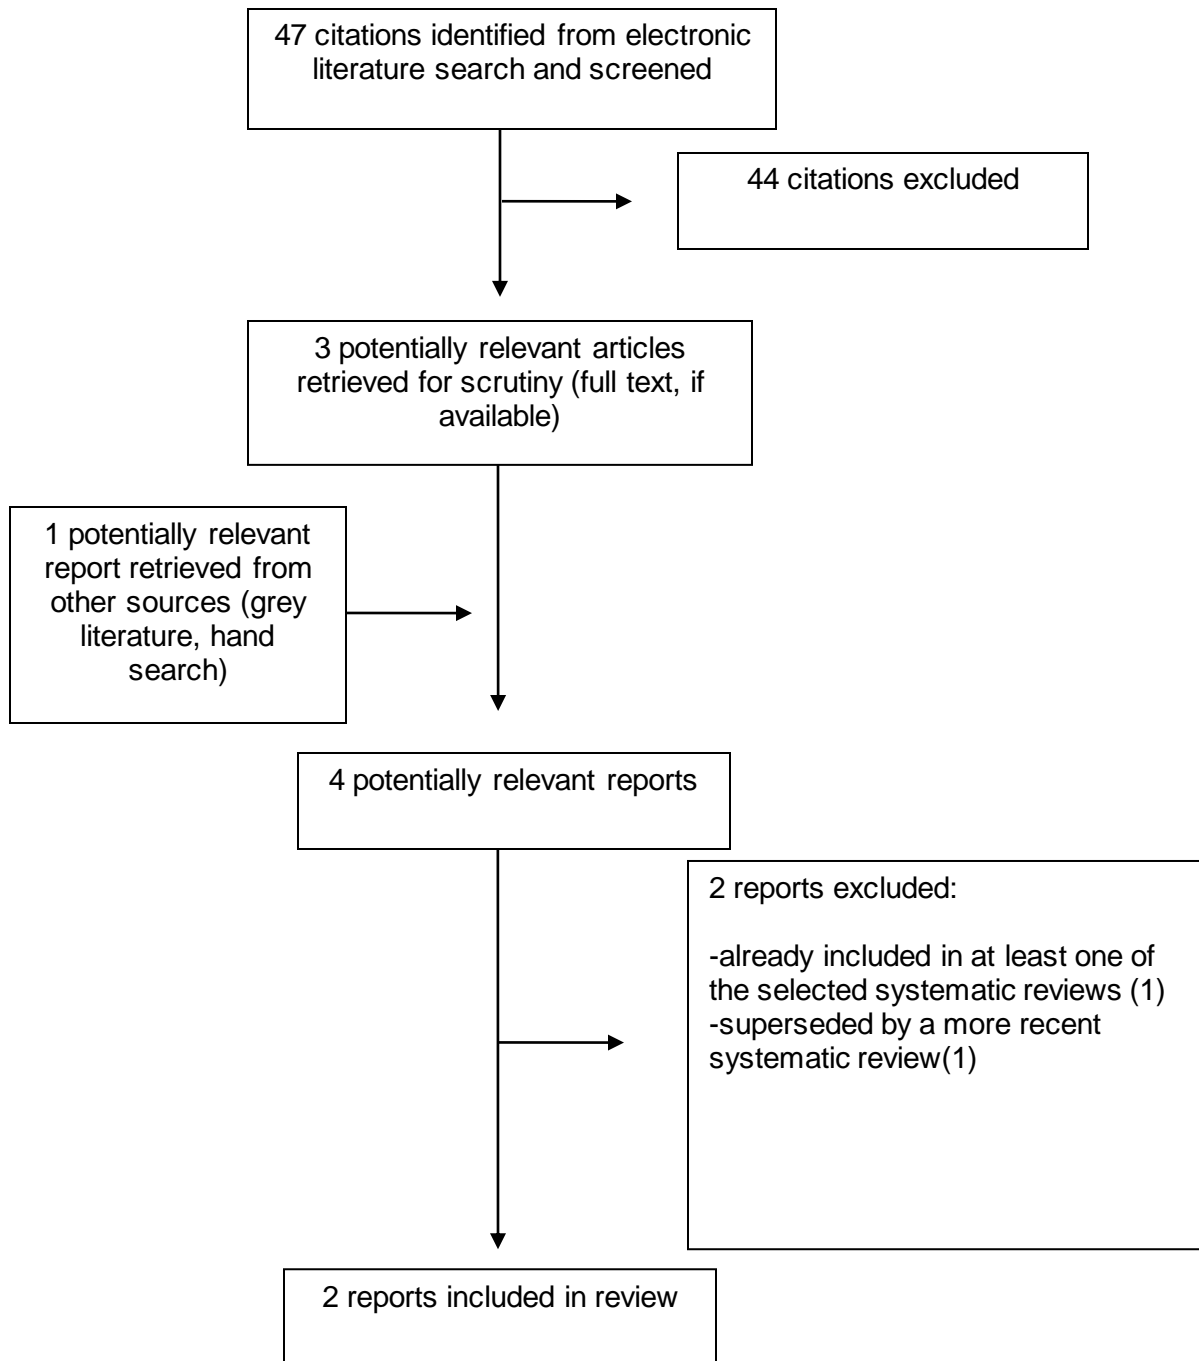 47 citations identified from electronic
literature search and screened
44 citations excluded
3 potentially relevant articles
retrieved for scrutiny (full text, if
available)
1 potentially relevant
report retrieved from
other sources (grey
literature, hand
search)
4 potentially relevant reports
2 reports excluded:
-already included in at least one of
the selected systematic reviews (1)
-superseded by a more recent
systematic review(1)
2 reports included in review